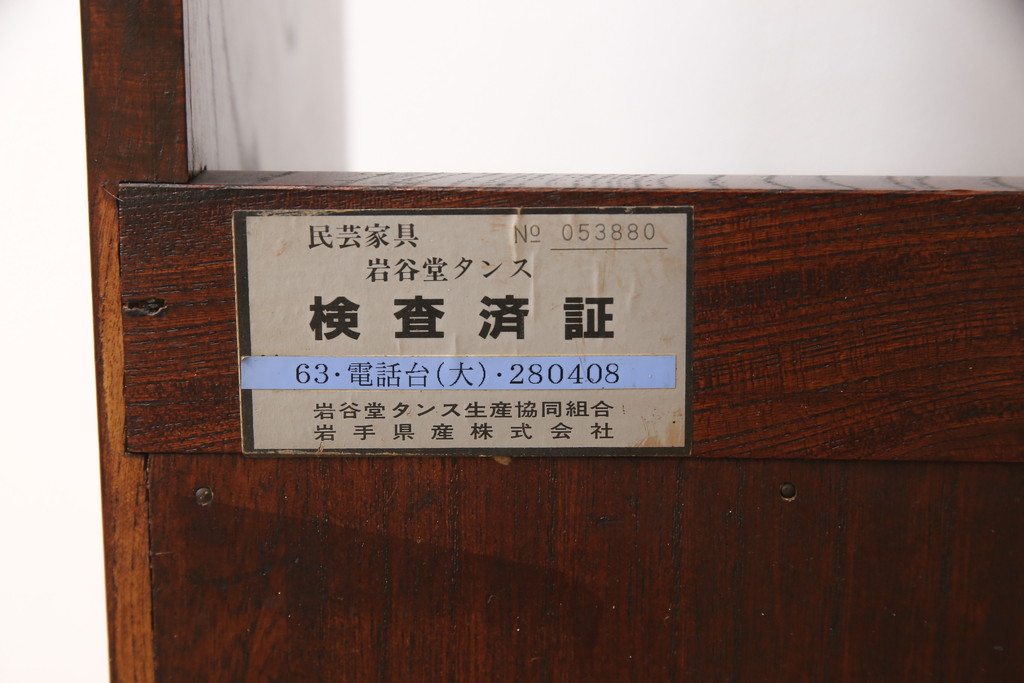 民芸家具 № 053880
岩谷堂タンス
検査済証
63·電話台(大)·280408
岩谷堂タンス生産協同組合
岩手県産株式会社